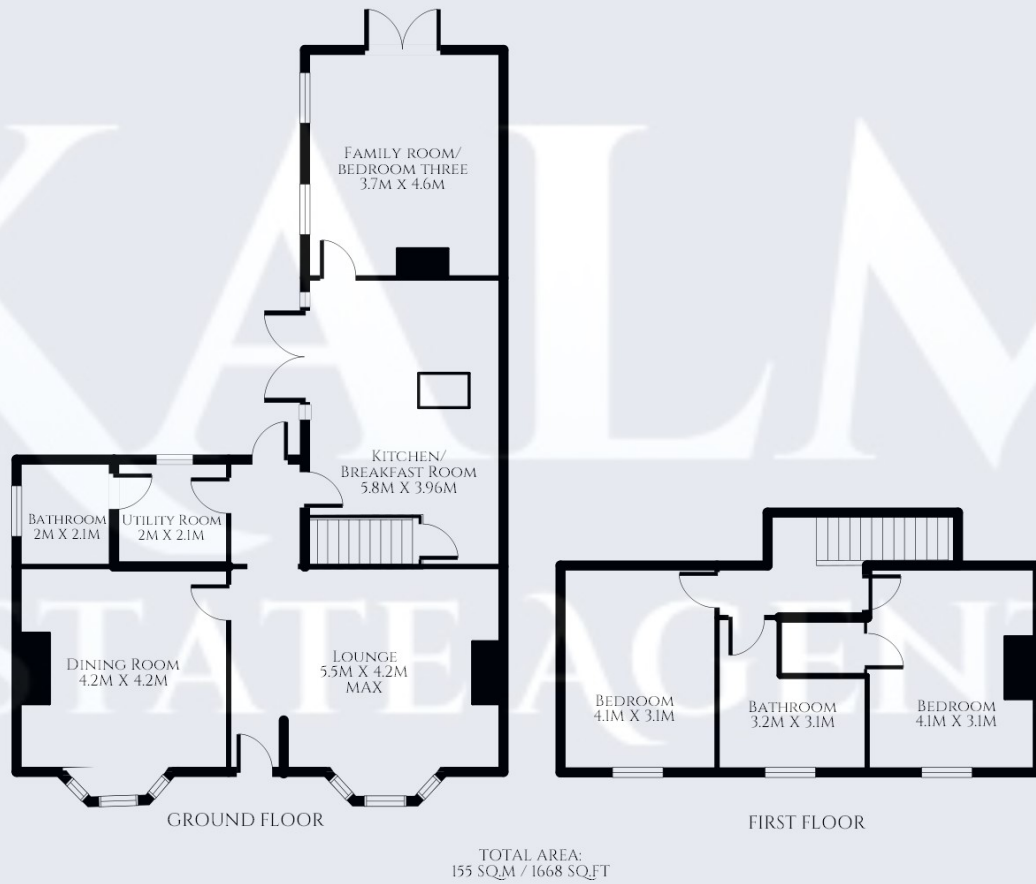 KALM
ESTATE AGENT
FAMILY ROOM/
BEDROOM THREE
3.7M X 4.6M
KITCHEN/
BREAKFAST ROOM
5.8M X 3.96M
BATHROOM
2M X 2.1M
UTILITY ROOM
2M X 2.1M
DINING ROOM
4.2M X 4.2M
LOUNGE
5.5M X 4.2M
MAX
BEDROOM
4.1M X 3.1M
BATHROOM
3.2M X 3.1M
BEDROOM
4.1M X 3.1M
GROUND FLOOR
FIRST FLOOR
TOTAL AREA:
155 SQ.M / 1668 SQ.FT